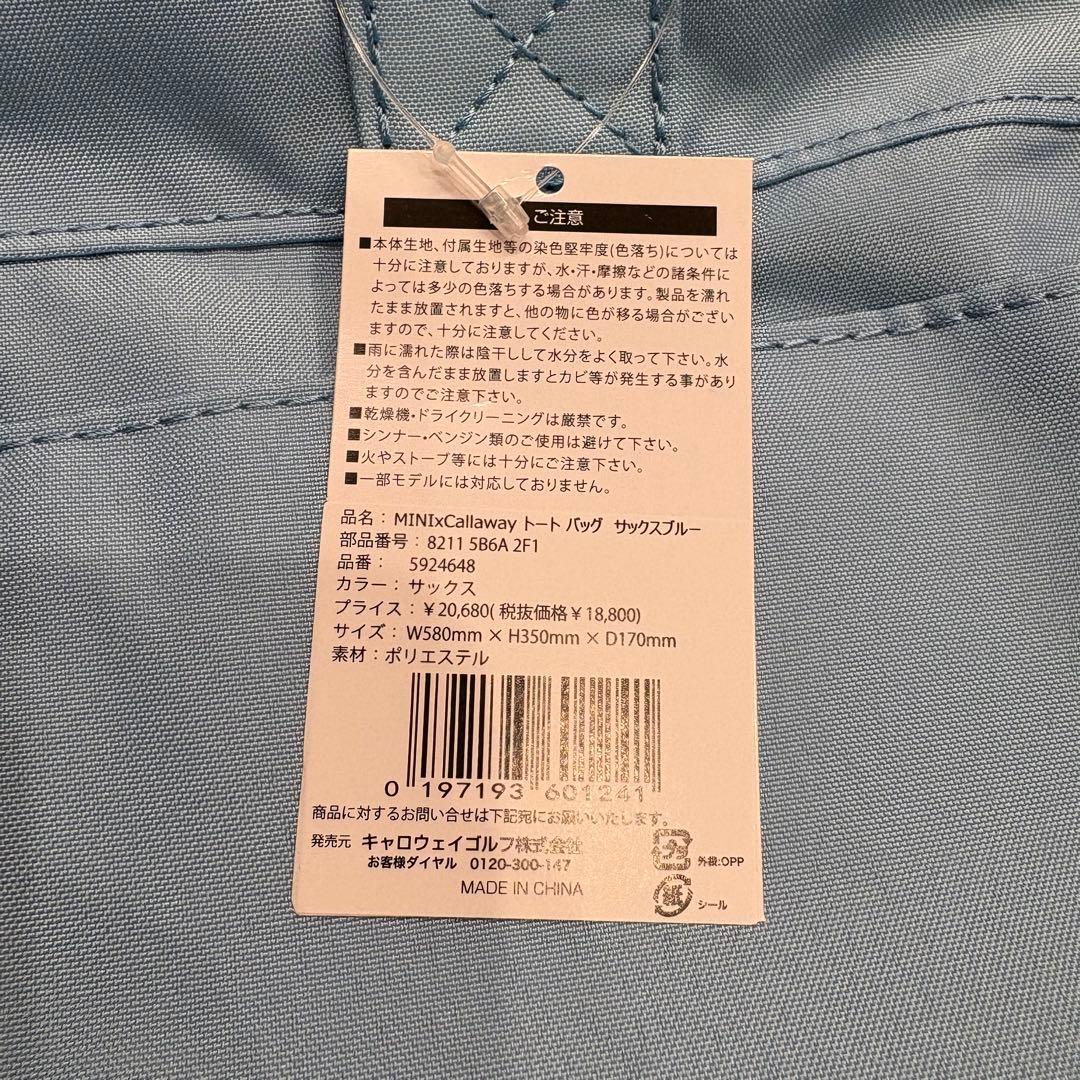 ご注意
■本体生地、付属生地等の染色堅牢度(色落ち)については
十分に注意しておりますが、水・汗・摩擦などの諸条件に
よっては多少の色落ちする場合があります。製品を濡れ
たまま放置されますと、他の物に色が移る場合がござい
ますので、十分に注意してください。
■雨に濡れた際は陰干しして水分をよく取って下さい。水
分を含んだまま放置しますとカビ等が発生する事があり
ますのでご注意下さい。
■乾燥機・ドライクリーニングは厳禁です。
■シンナー・ベンジン類のご使用は避けて下さい。
■火やストーブ等には十分にご注意下さい。
■一部モデルには対応しておりません。
品名：MINIxCallaway トート バッグ サックスブルー
部品番号：8211 5B6A 2F1
品番： 5924648
カラー：サックス
プライス：￥20,680(税抜価格￥18,800)
サイズ：W580mm × H350mm × D170mm
素材：ポリエステル
0 197193 601241
商品に対するお問い合せは下記宛にお願いいたします。
発売元 キャロウェイゴルフ株式会社
お客様ダイヤル 0120-300-147
MADE IN CHINA
プラ 外袋:OPP
紙 シール